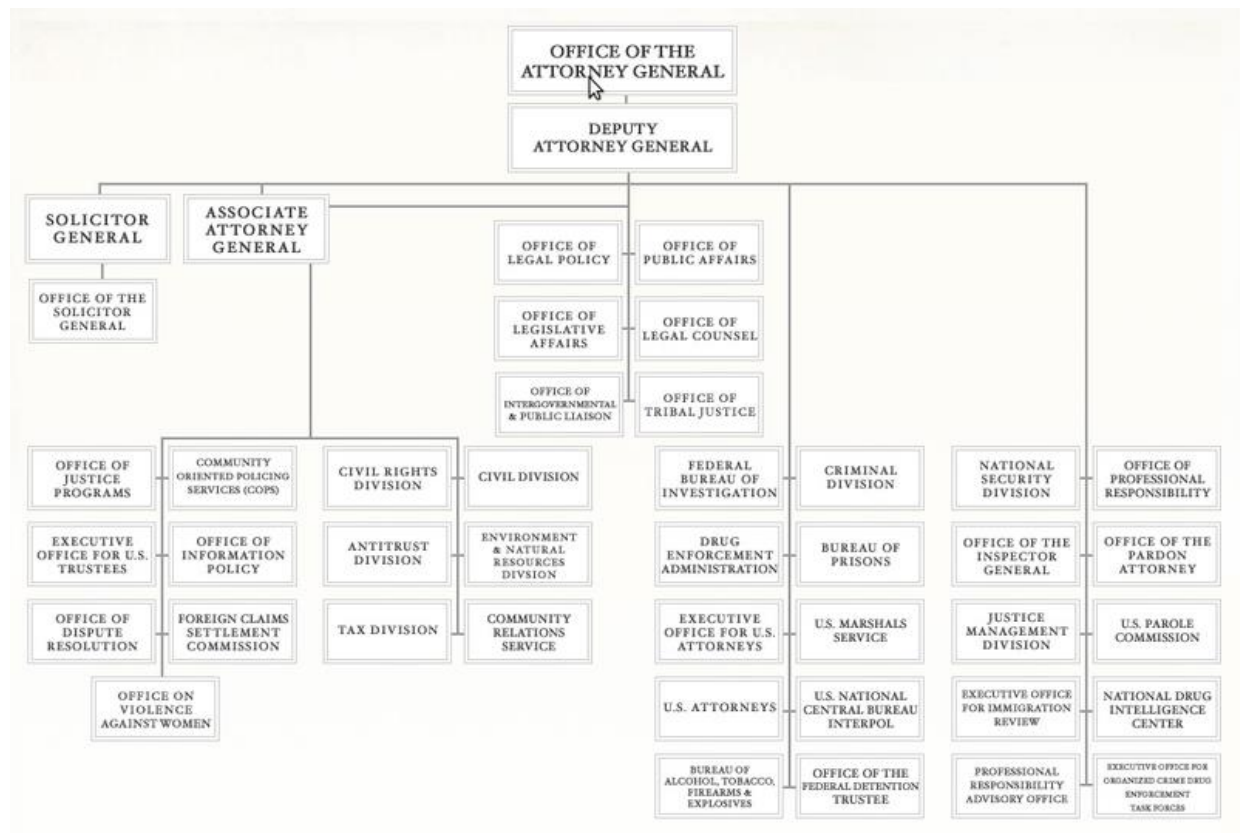 OFFICE OF THE
ATTORNEY GENERAL
DEPUTY
ATTORNEY GENERAL
SOLICITOR
GENERAL
ASSOCIATE
ATTORNEY
GENERAL
OFFICE OF THE
SOLICITOR
GENERAL
OFFICE OF
LEGAL POLICY
OFFICE OF
PUBLIC AFFAIRS
OFFICE OF
LEGISLATIVE
AFFAIRS
OFFICE OF
LEGAL COUNSEL
OFFICE OF
INTERGOVERNMENTAL
& PUBLIC LIAISON
OFFICE OF
TRIBAL JUSTICE
OFFICE OF
JUSTICE
PROGRAMS
COMMUNITY
ORIENTED POLICING
SERVICES (COPS)
CIVIL RIGHTS
DIVISION
CIVIL DIVISION
FEDERAL
BUREAU OF
INVESTIGATION
CRIMINAL
DIVISION
NATIONAL
SECURITY
DIVISION
OFFICE OF
PROFESSIONAL
RESPONSIBILITY
EXECUTIVE
OFFICE FOR U.S.
TRUSTEES
OFFICE OF
INFORMATION
POLICY
ANTITRUST
DIVISION
ENVIRONMENT
& NATURAL
RESOURCES
DIVSION
DRUG
ENFORCEMENT
ADMINISTRATION
BUREAU OF
PRISONS
OFFICE OF THE
INSPECTOR
GENERAL
OFFICE OF THE
PARDON
ATTORNEY
OFFICE OF
DISPUTE
RESOLUTION
FOREIGN CLAIMS
SETTLEMENT
COMMISSION
TAX DIVISION
COMMUNITY
RELATIONS
SERVICE
EXECUTIVE
OFFICE FOR U.S.
ATTORNEYS
U.S. MARSHALS
SERVICE
JUSTICE
MANAGEMENT
DIVISION
U.S. PAROLE
COMMISSION
OFFICE ON
VIOLENCE
AGAINST WOMEN
U.S. ATTORNEYS
U.S. NATIONAL
CENTRAL BUREAU
INTERPOL
EXECUTIVE OFFICE
FOR IMMIGRATION
REVIEW
NATIONAL DRUG
INTELLIGENCE
CENTER
BUREAU OF
ALCOHOL, TOBACCO,
FIREARMS &
EXPLOSIVES
OFFICE OF THE
FEDERAL DETENTION
TRUSTEE
PROFESSIONAL
RESPONSIBILITY
ADVISORY OFFICE
EXECUTIVE OFFICE FOR
ORGANIZED CRIME DRUG
ENFORCEMENT
TASK FORCES